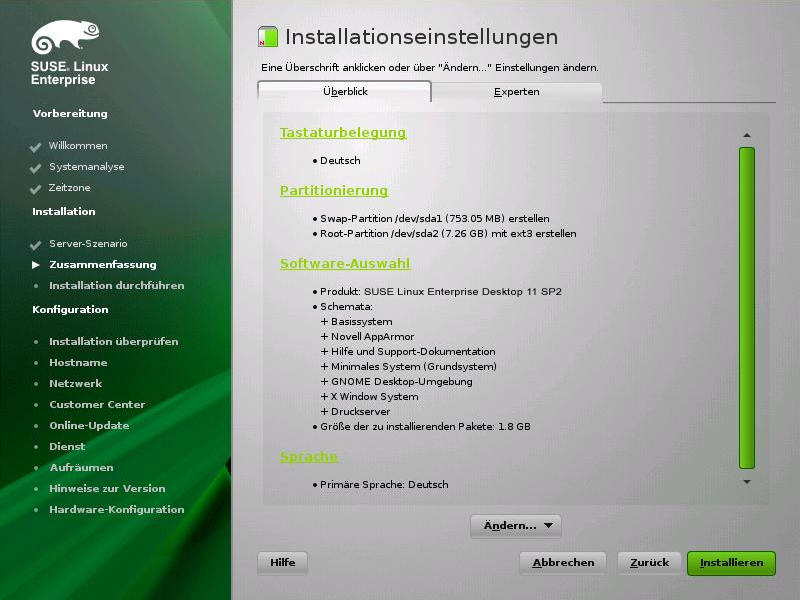 SUSE. Linux
Enterprise
Vorbereitung
Willkommen
Systemanalyse
Zeitzone
Installation
Server-Szenario
Zusammenfassung
Installation durchführen
Konfiguration
Installation überprüfen
Hostname
Netzwerk
Customer Center
Online-Update
Dienst
Aufräumen
Hinweise zur Version
Hardware-Konfiguration
N
Installationseinstellungen
Eine Überschrift anklicken oder über "Ändern..." Einstellungen ändern.
Überblick
Experten
Tastaturbelegung
• Deutsch
Partitionierung
• Swap-Partition /dev/sda1 (753.05 MB) erstellen
• Root-Partition /dev/sda2 (7.26 GB) mit ext3 erstellen
Software-Auswahl
• Produkt: SUSE Linux Enterprise Desktop 11 SP2
• Schemata:
+ Basissystem
+ Novell AppArmor
+ Hilfe und Support-Dokumentation
+ Minimales System (Grundsystem)
+ GNOME Desktop-Umgebung
+ X Window System
+ Druckserver
• Größe der zu installierenden Pakete: 1.8 GB
Sprache
• Primäre Sprache: Deutsch
Ändern...
Hilfe
Abbrechen
Zurück
Installieren